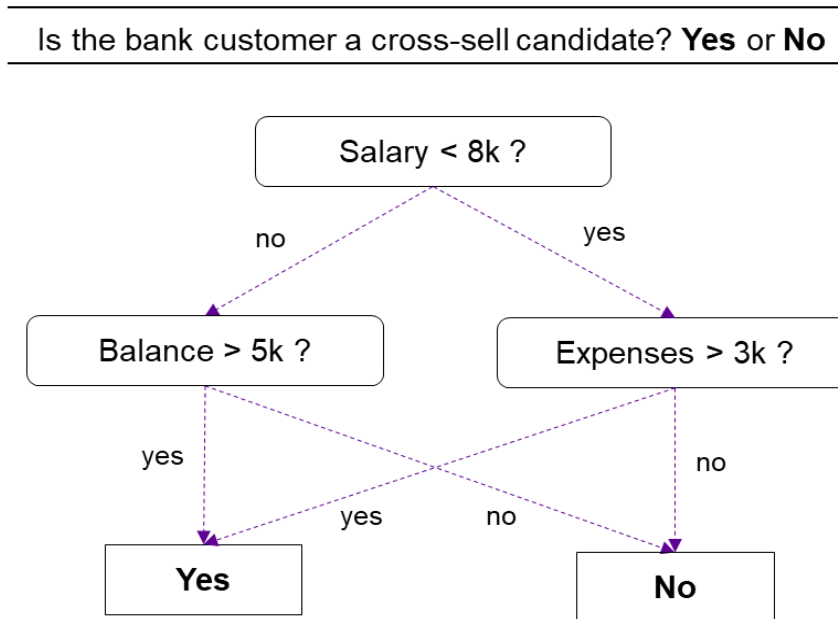 Is the bank customer a cross-sell candidate? Yes or No
Salary < 8k ?
no
yes
Balance > 5k ?
Expenses > 3k ?
yes
no
yes
no
Yes
No